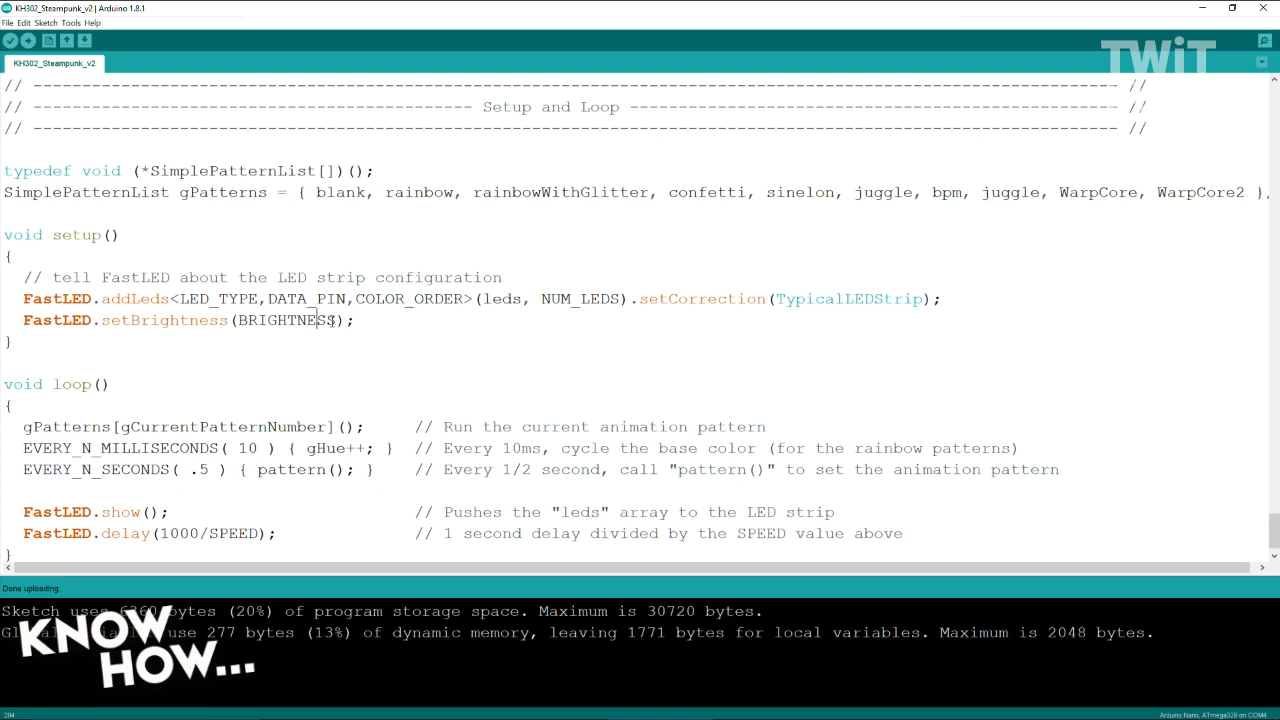 KH302_Steampunk_v2 | Arduino 1.8.1
File Edit Sketch Tools Help
TWiT
KH302_Steampunk_v2
// --------------------------------------------------------------------------------------------------------------- //
// --------------------------------------------- Setup and Loop -------------------------------------------------- //
// --------------------------------------------------------------------------------------------------------------- //
typedef void (*SimplePatternList[])();
SimplePatternList gPatterns = { blank, rainbow, rainbowWithGlitter, confetti, sinelon, juggle, bpm, juggle, WarpCore, WarpCore2 },
void setup()
{
// tell FastLED about the LED strip configuration
FastLED.addLeds<LED_TYPE,DATA_PIN,COLOR_ORDER>(leds, NUM_LEDS).setCorrection(TypicalLEDStrip);
FastLED.setBrightness(BRIGHTNESS);
}
void loop()
{
gPatterns[gCurrentPatternNumber](); // Run the current animation pattern
EVERY_N_MILLISECONDS( 10 ) { gHue++; } // Every 10ms, cycle the base color (for the rainbow patterns)
EVERY_N_SECONDS( .5 ) { pattern(); } // Every 1/2 second, call "pattern()" to set the animation pattern
FastLED.show(); // Pushes the "leds" array to the LED strip
FastLED.delay(1000/SPEED); // 1 second delay divided by the SPEED value above
}
Done uploading.
Sketch uses 6360 bytes (20%) of program storage space. Maximum is 30720 bytes.
use 277 bytes (13%) of dynamic memory, leaving 1771 bytes for local variables. Maximum is 2048 bytes.
KNOW
HOW...
294
Arduino Nano, ATmega328 on COM4